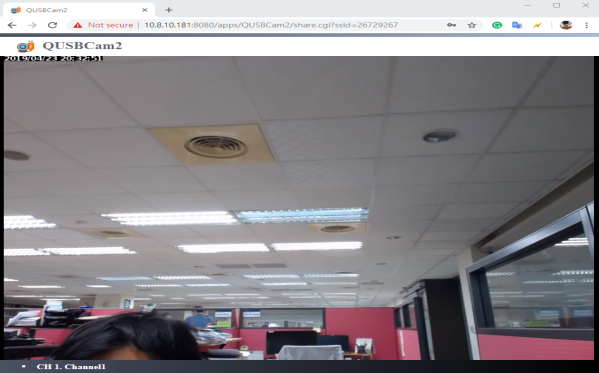 QUSBCam2
Not secure | 10.8.10.181:8080/apps/QUSBCam2/share.cgi?ssid=26729267
QUSBCam2
2019/04/23 20:32:51
CH 1. Channel1